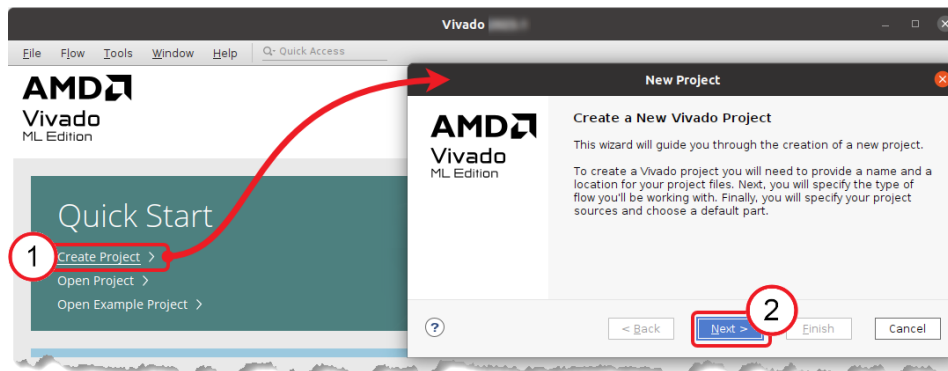 Vivado
File Flow Tools Window Help Q- Quick Access
AMD
Vivado
ML Edition
Quick Start
1
Create Project >
Open Project >
Open Example Project >
New Project
AMD
Vivado
ML Edition
Create a New Vivado Project
This wizard will guide you through the creation of a new project.
To create a Vivado project you will need to provide a name and a
location for your project files. Next, you will specify the type of
flow you'll be working with. Finally, you will specify your project
sources and choose a default part.
2
? < Back Next > Finish Cancel